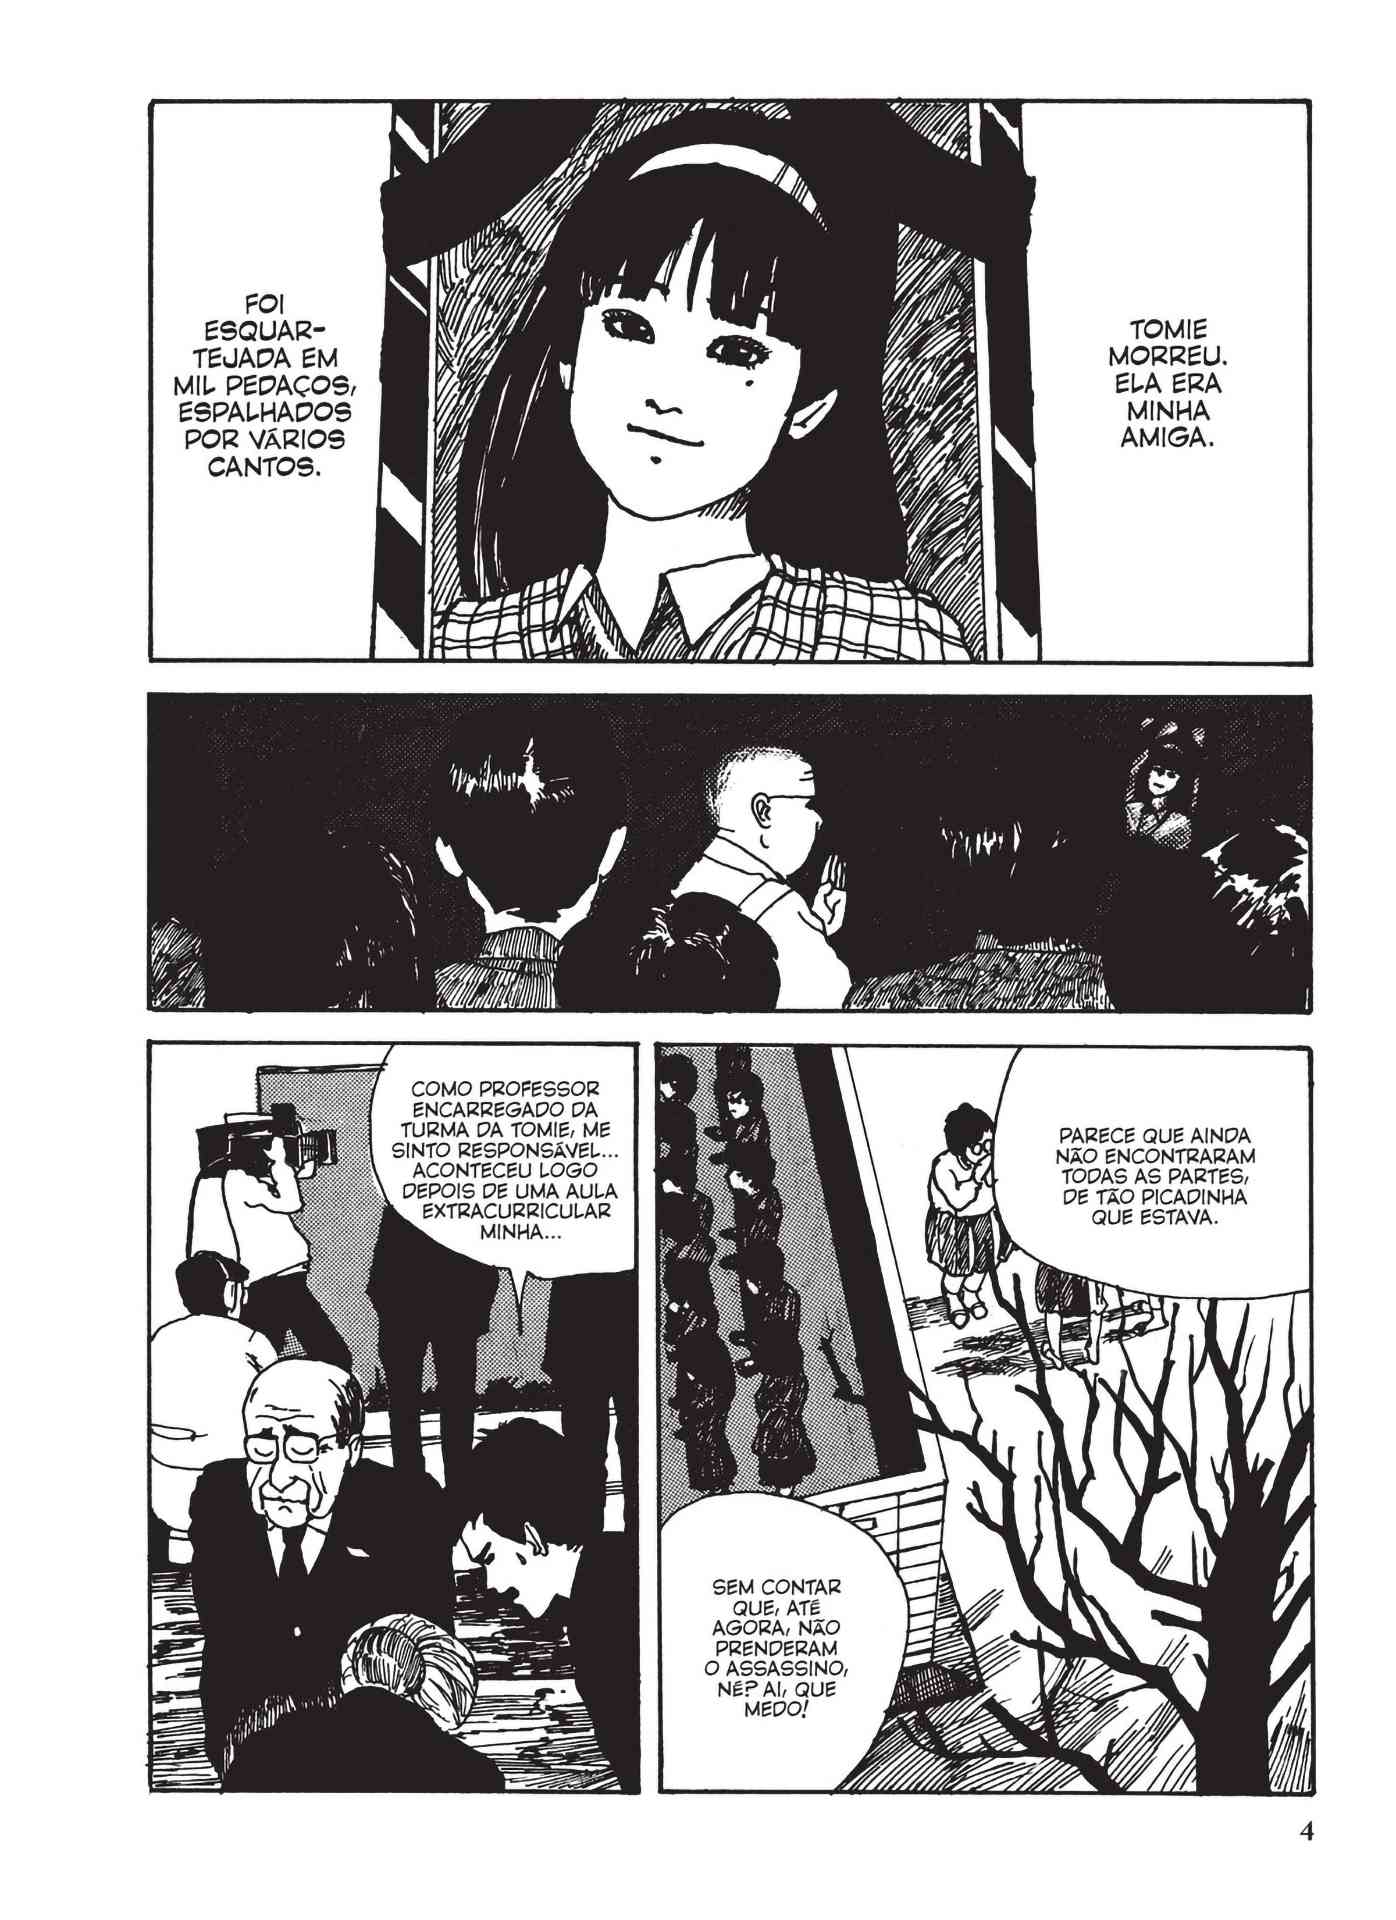 TOMIE
MORREU.
ELA ERA
MINHA
AMIGA.
FOI
ESQUAR-
TEJADA EM
MIL PEDAÇOS,
ESPALHADOS
POR VÁRIOS
CANTOS.
PARECE QUE AINDA
NÃO ENCONTRARAM
TODAS AS PARTES,
DE TÃO PICADINHA
QUE ESTAVA.
SEM CONTAR
QUE, ATÉ
AGORA, NÃO
PRENDERAM
O ASSASSINO,
NÉ? AI, QUE
MEDO!
COMO PROFESSOR
ENCARREGADO DA
TURMA DA TOMIE, ME
SINTO RESPONSÁVEL...
ACONTECEU LOGO
DEPOIS DE UMA AULA
EXTRACURRICULAR
MINHA...
4